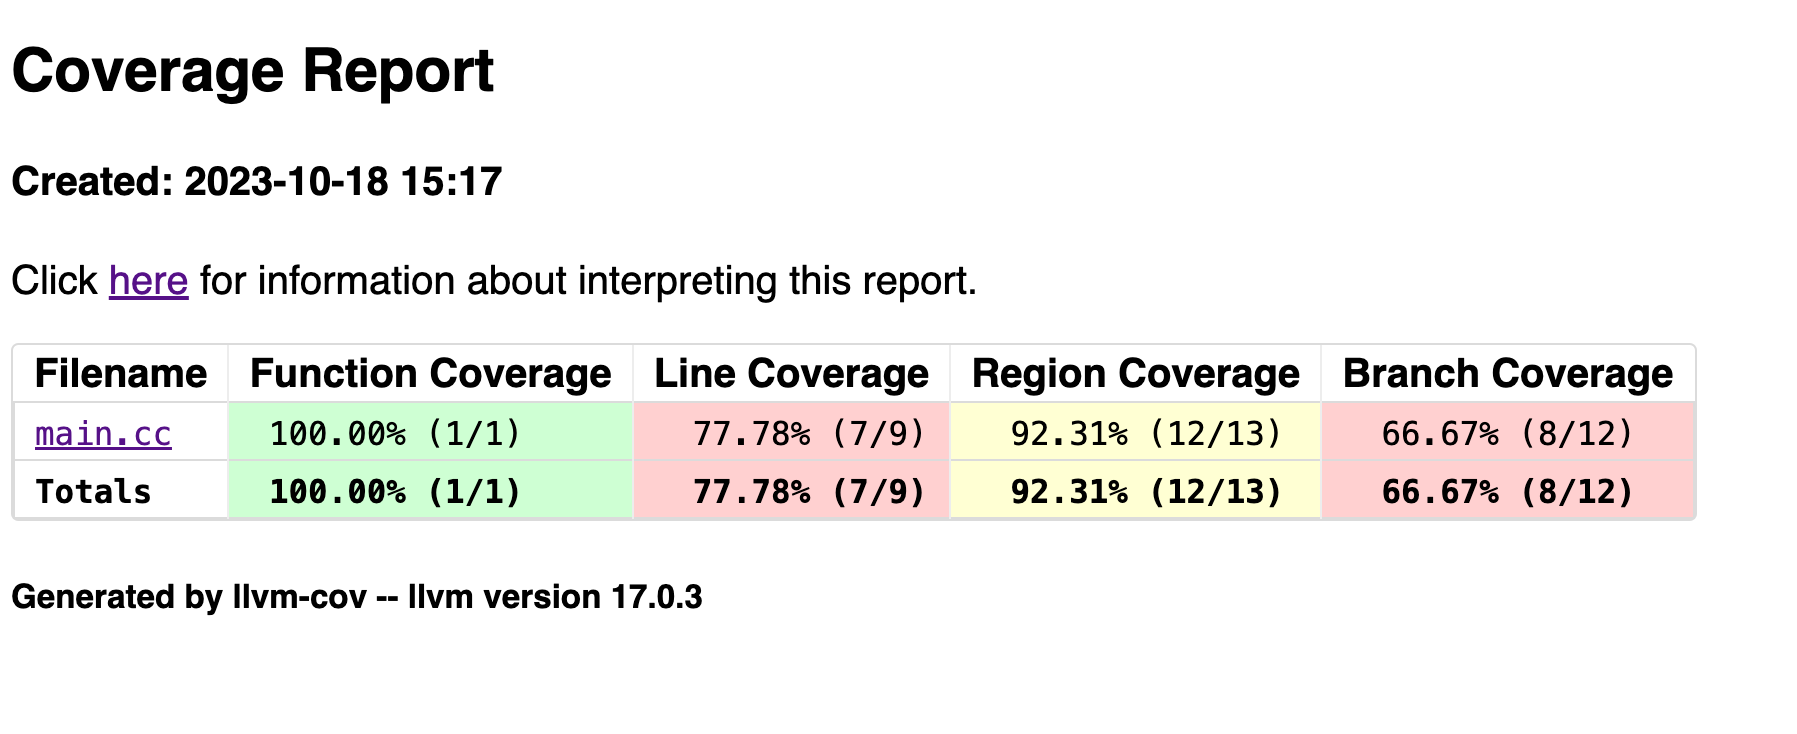 Coverage Report
Created: 2023-10-18 15:17
Click here for information about interpreting this report.
Filename Function Coverage Line Coverage Region Coverage Branch Coverage
main.cc 100.00% (1/1) 77.78% (7/9) 92.31% (12/13) 66.67% (8/12)
Totals 100.00% (1/1) 77.78% (7/9) 92.31% (12/13) 66.67% (8/12)
Generated by llvm-cov -- llvm version 17.0.3